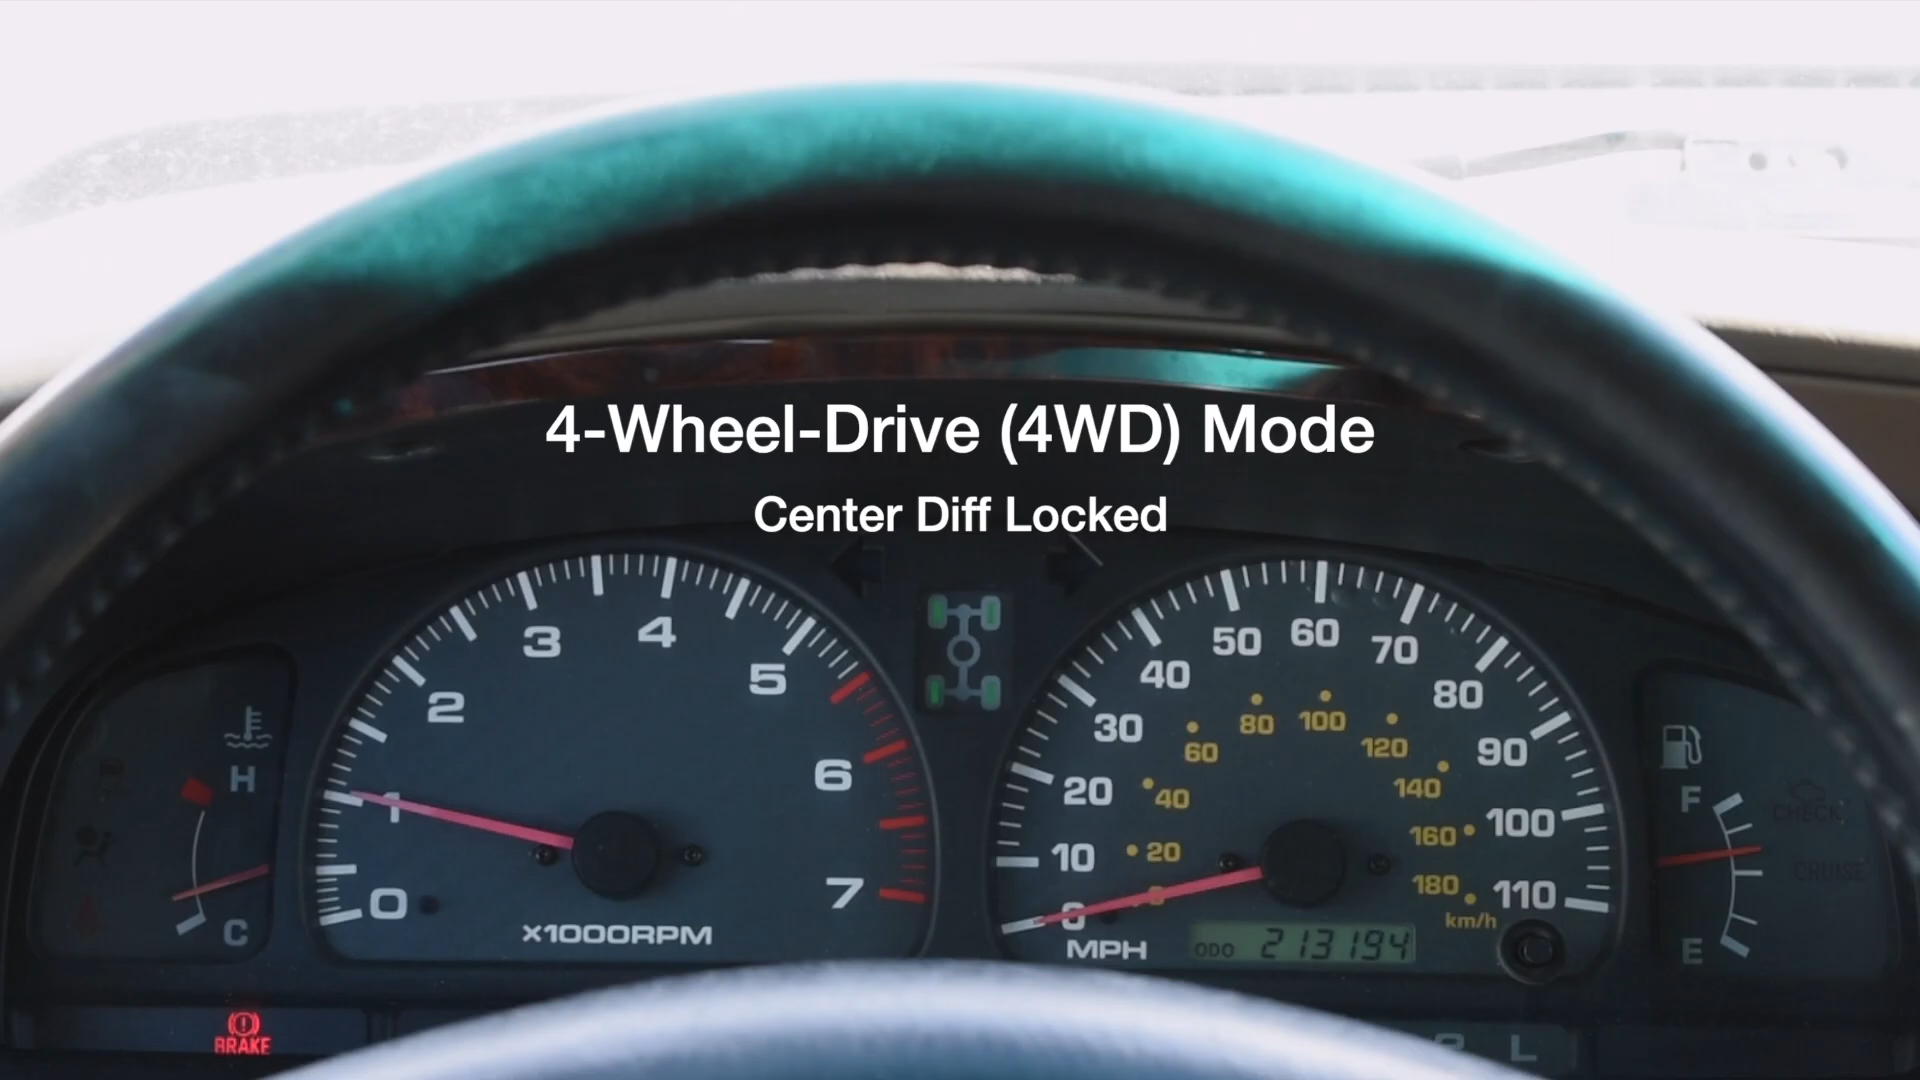 4-Wheel-Drive (4WD) Mode
Center Diff Locked
0 1 2 3 4 5 6 7
x1000RPM
H
C
0 10 20 30 40 50 60 70 80 90 100 110
MPH
20 40 60 80 100 120 140 160 180
km/h
ODO 213194
F
E
CHECK
CRUISE
BRAKE
L